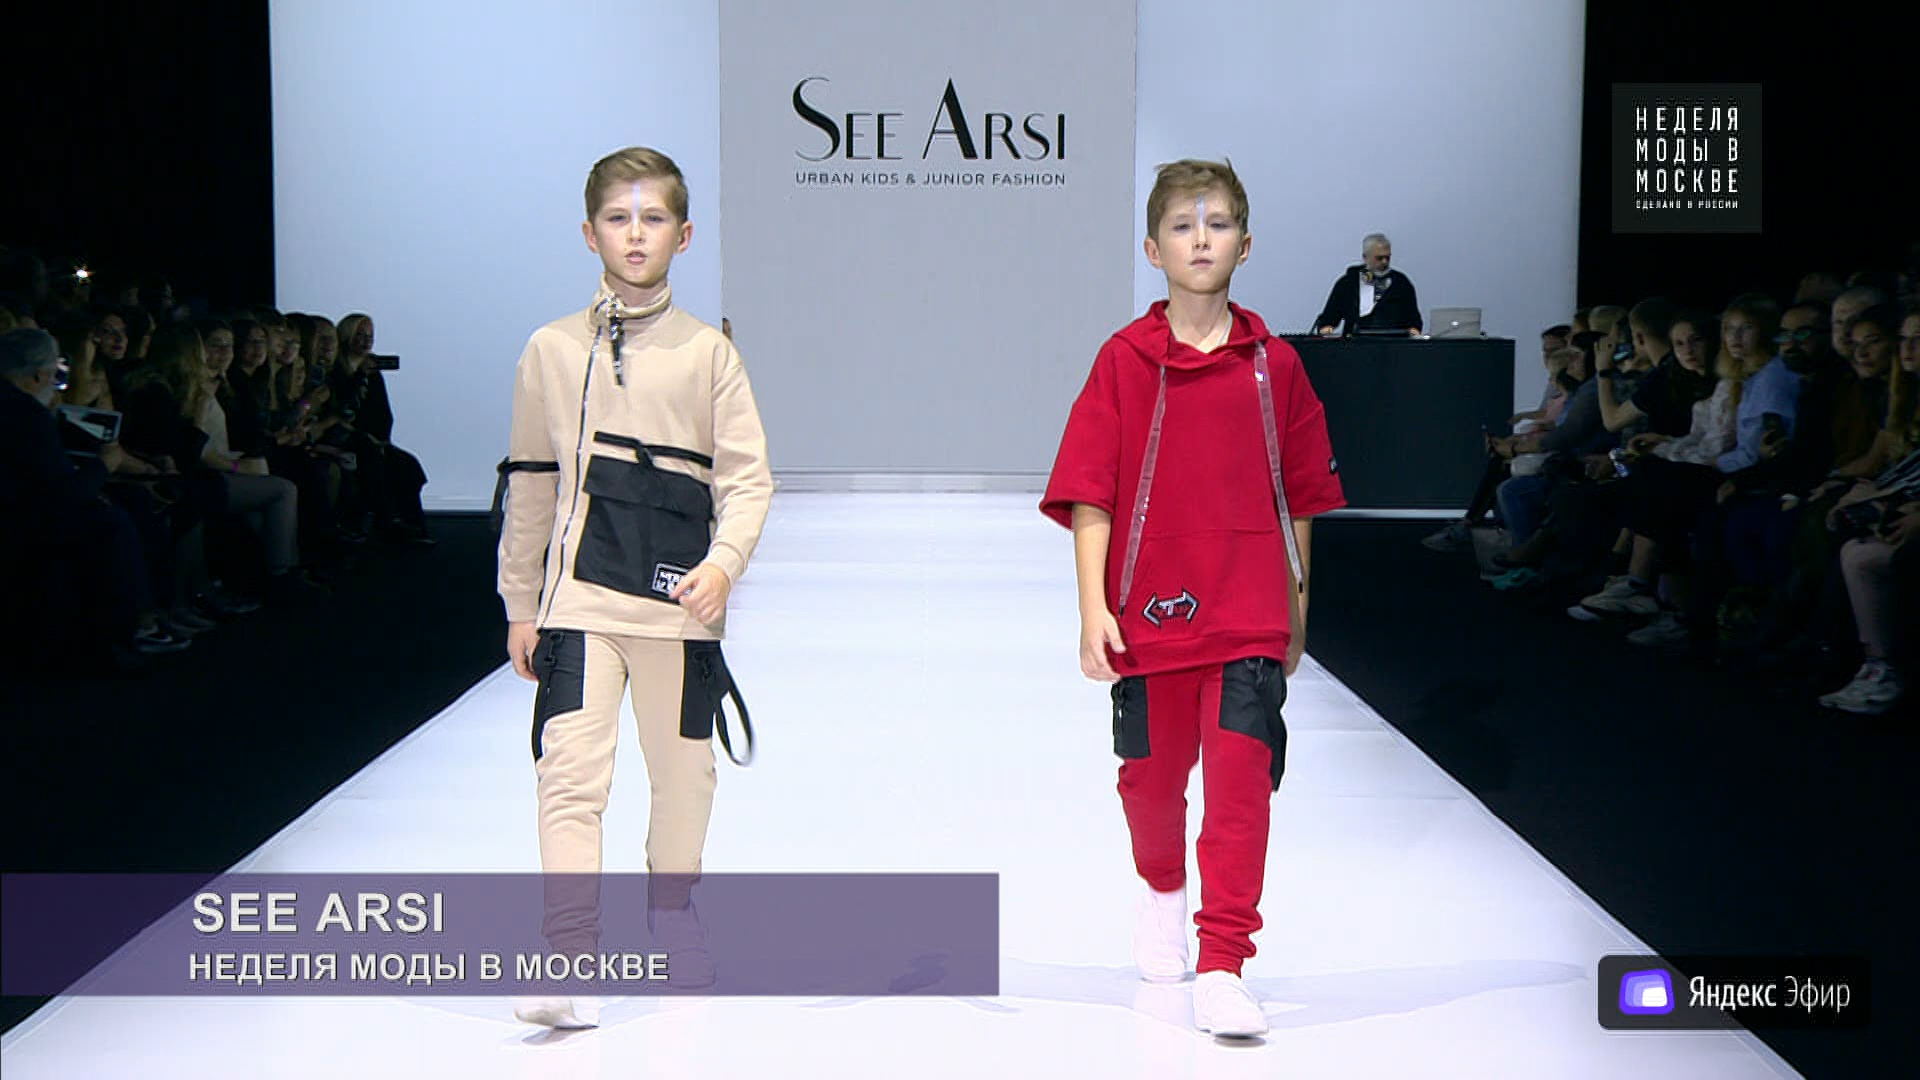 SEE ARSI
URBAN KIDS & JUNIOR FASHION
НЕДЕЛЯ
МОДЫ В
МОСКВЕ
СДЕЛАНО В РОССИИ
SEE ARSI
НЕДЕЛЯ МОДЫ В МОСКВЕ
Яндекс Эфир